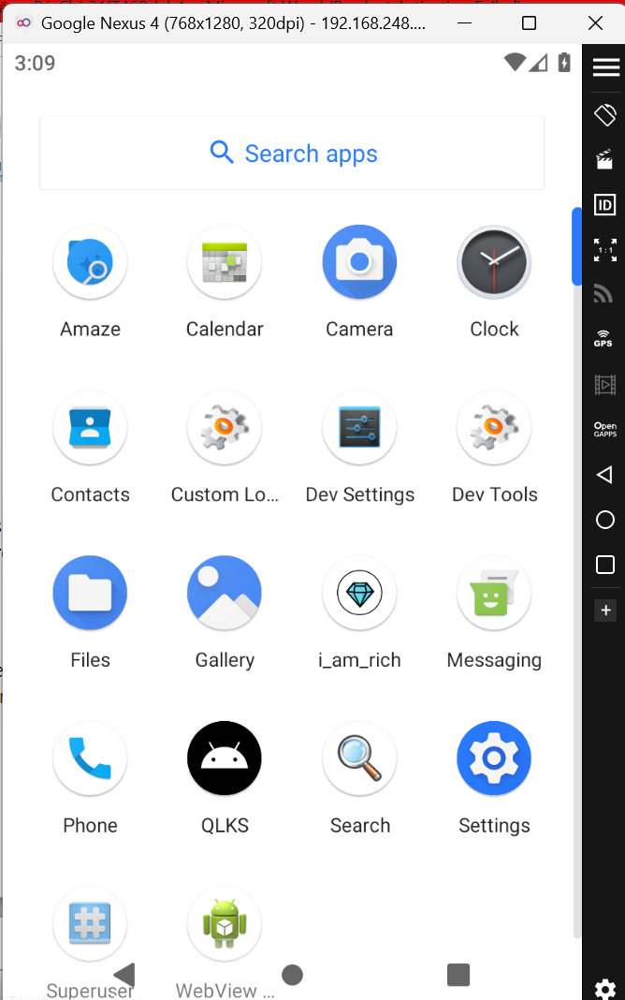 Google Nexus 4 (768x1280, 320dpi) - 192.168.248....
3:09
Search apps
Amaze
Calendar
Camera
Clock
Contacts
Custom Lo...
Dev Settings
Dev Tools
Files
Gallery
i_am_rich
Messaging
Phone
QLKS
Search
Settings
Superuser
WebView ...
ID
1:1
GPS
Open
GAPPS